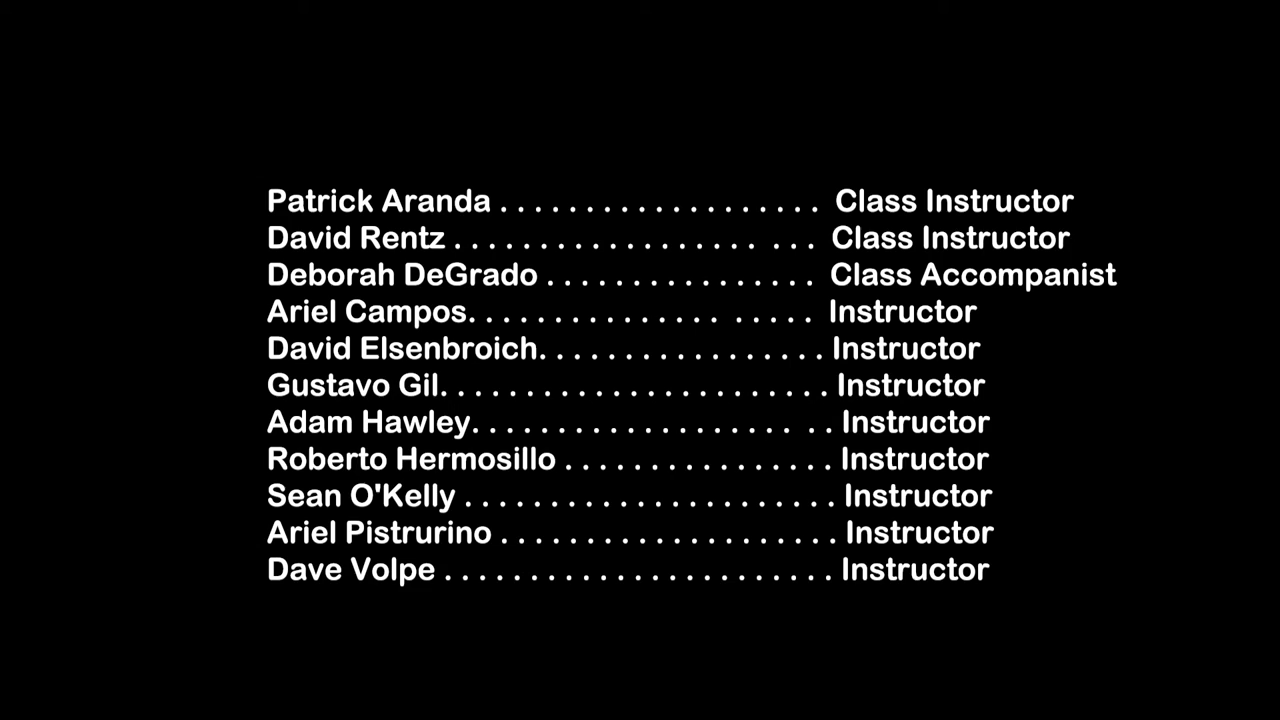 Patrick Aranda . . . . . . . . . . . . . . . . . . . Class Instructor
David Rentz . . . . . . . . . . . . . . . . . . . . . Class Instructor
Deborah DeGrado . . . . . . . . . . . . . . . . Class Accompanist
Ariel Campos. . . . . . . . . . . . . . . . . . . . Instructor
David Elsenbroich. . . . . . . . . . . . . . . . . Instructor
Gustavo Gil. . . . . . . . . . . . . . . . . . . . . . . Instructor
Adam Hawley. . . . . . . . . . . . . . . . . . . . . Instructor
Roberto Hermosillo . . . . . . . . . . . . . . . . Instructor
Sean O'Kelly . . . . . . . . . . . . . . . . . . . . . . Instructor
Ariel Pistrurino . . . . . . . . . . . . . . . . . . . . Instructor
Dave Volpe . . . . . . . . . . . . . . . . . . . . . . . Instructor